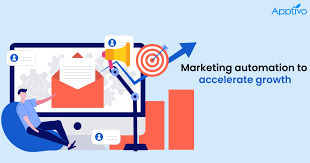 Apptivo
Marketing automation to
accelerate growth